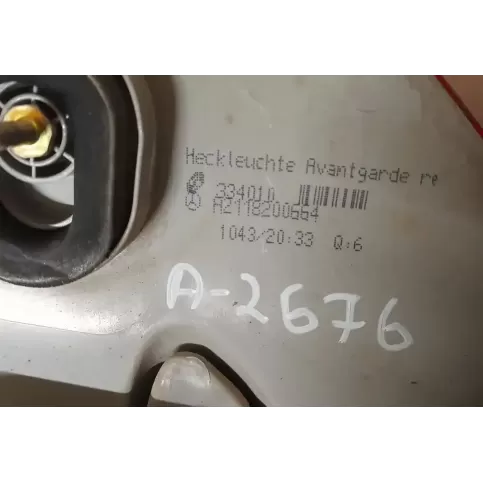 Heckleuchte Avantgarde re
334010
A2118200664
1043/20:33 Q:6
A-2676